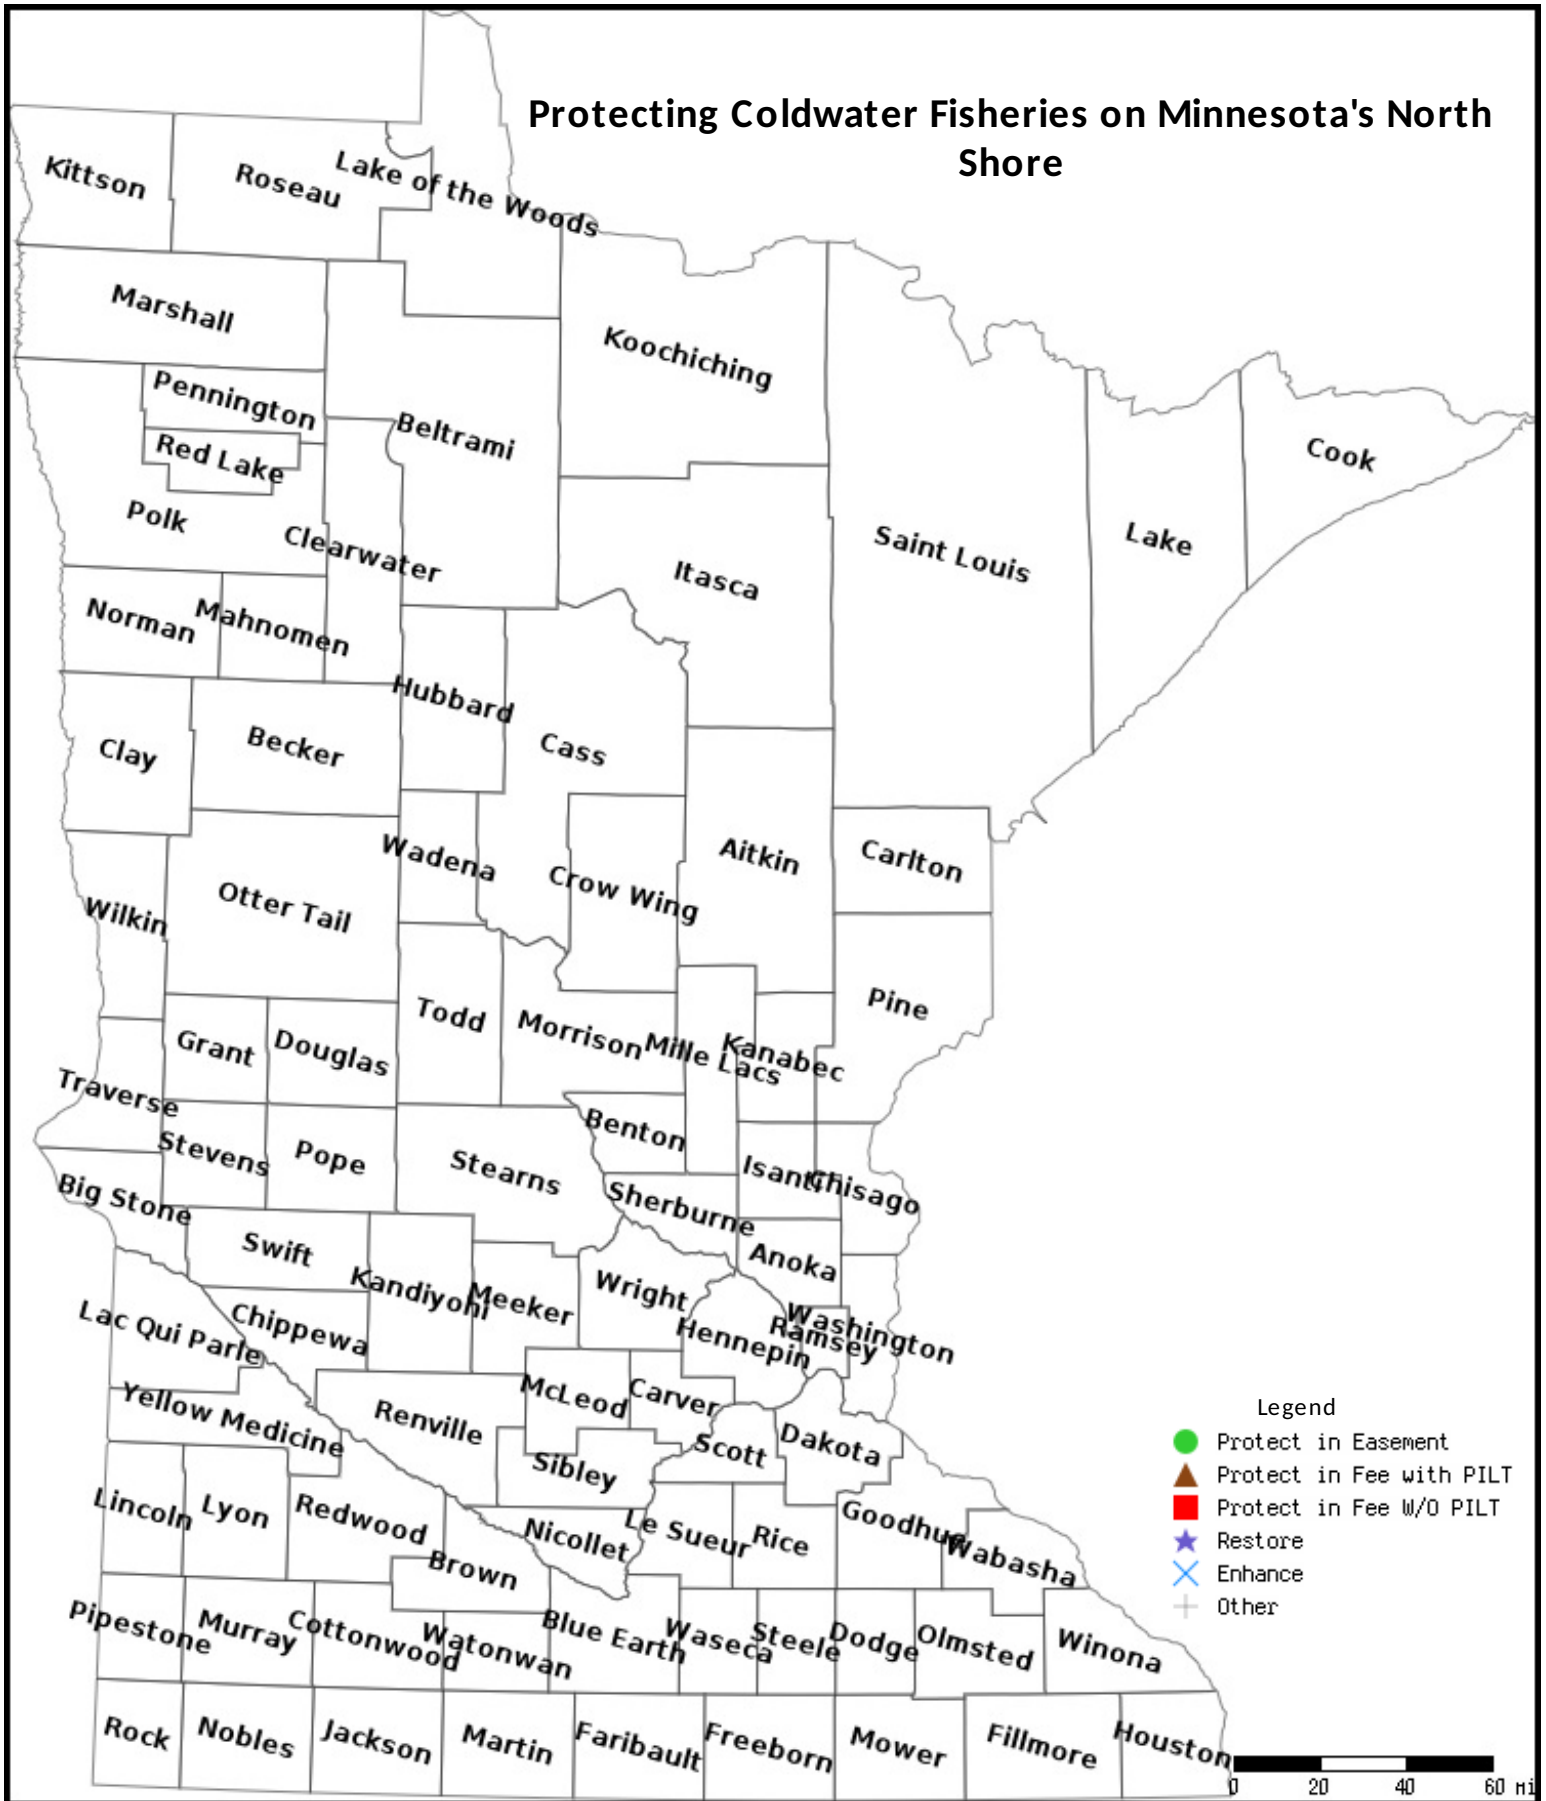 Protecting Coldwater Fisheries on Minnesota's North
Shore
Kittson
Roseau
Lake of the Woods
Marshall
Koochiching
Pennington
Beltrami
Red Lake
Cook
Polk
Clearwater
Saint Louis
Lake
Itasca
Norman
Mahnomen
Hubbard
Clay
Becker
Cass
Wadena
Aitkin
Carlton
Otter Tail
Crow Wing
Wilkin
Pine
Todd
Grant
Douglas
Morrison
Mille Lacs
Kanabec
Traverse
Benton
Stevens
Pope
Stearns
Isanti
Chisago
Big Stone
Sherburne
Swift
Anoka
Kandiyohi
Meeker
Wright
Washington
Lac Qui Parle
Chippewa
Hennepin
Ramsey
McLeod
Carver
Yellow Medicine
Renville
Scott
Dakota
Sibley
Lincoln
Lyon
Redwood
Nicollet
Le Sueur
Rice
Goodhue
Wabasha
Brown
Pipestone
Murray
Cottonwood
Watonwan
Blue Earth
Waseca
Steele
Dodge
Olmsted
Winona
Rock
Nobles
Jackson
Martin
Faribault
Freeborn
Mower
Fillmore
Houston
Legend
Protect in Easement
Protect in Fee with PILT
Protect in Fee W/O PILT
Restore
Enhance
Other
0 20 40 60 mi